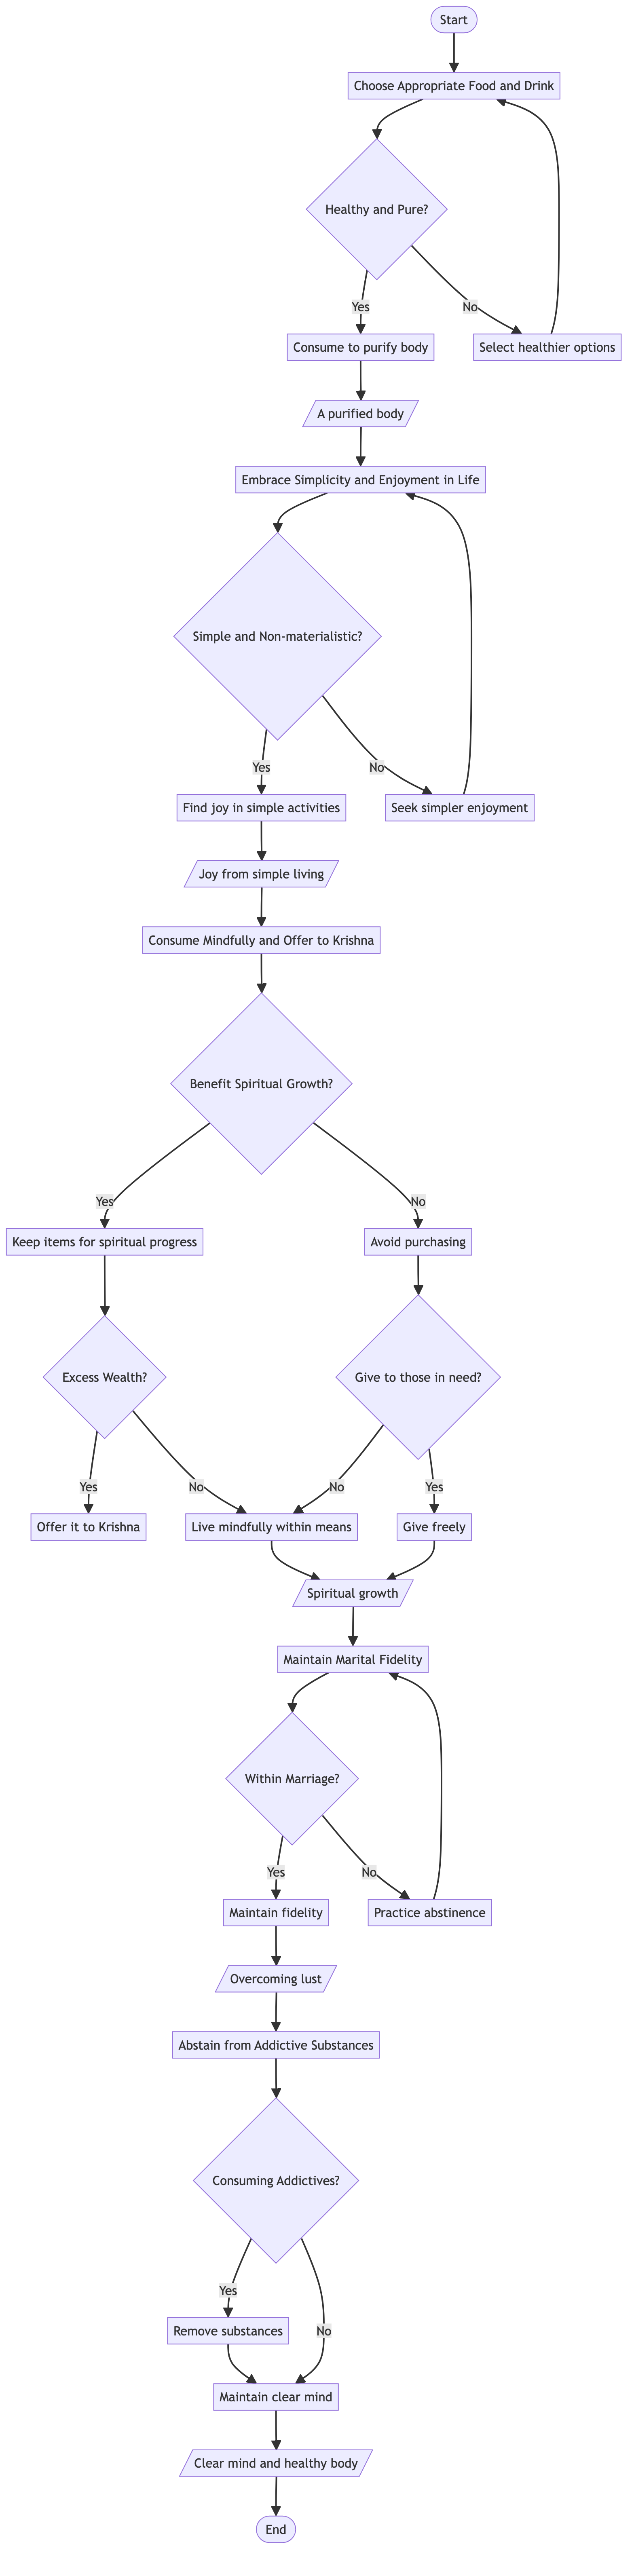 Start
Choose Appropriate Food and Drink
Healthy and Pure?
Yes
No
Consume to purify body
Select healthier options
A purified body
Embrace Simplicity and Enjoyment in Life
Simple and Non-materialistic?
Yes
No
Find joy in simple activities
Seek simpler enjoyment
Joy from simple living
Consume Mindfully and Offer to Krishna
Benefit Spiritual Growth?
Yes
No
Keep items for spiritual progress
Avoid purchasing
Excess Wealth?
Give to those in need?
Yes
No
No
Yes
Offer it to Krishna
Live mindfully within means
Give freely
Spiritual growth
Maintain Marital Fidelity
Within Marriage?
Yes
No
Maintain fidelity
Practice abstinence
Overcoming lust
Abstain from Addictive Substances
Consuming Addictives?
Yes
No
Remove substances
Maintain clear mind
Clear mind and healthy body
End